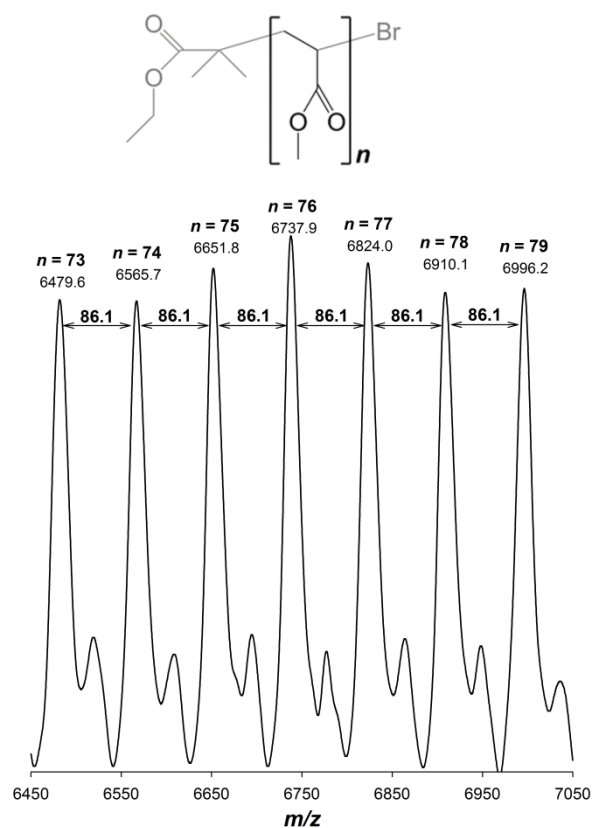 O
O
Br
O
O
n
n = 73
6479.6
n = 74
6565.7
n = 75
6651.8
n = 76
6737.9
n = 77
6824.0
n = 78
6910.1
n = 79
6996.2
86.1 86.1 86.1 86.1 86.1 86.1
6450 6550 6650 6750 6850 6950 7050
m/z